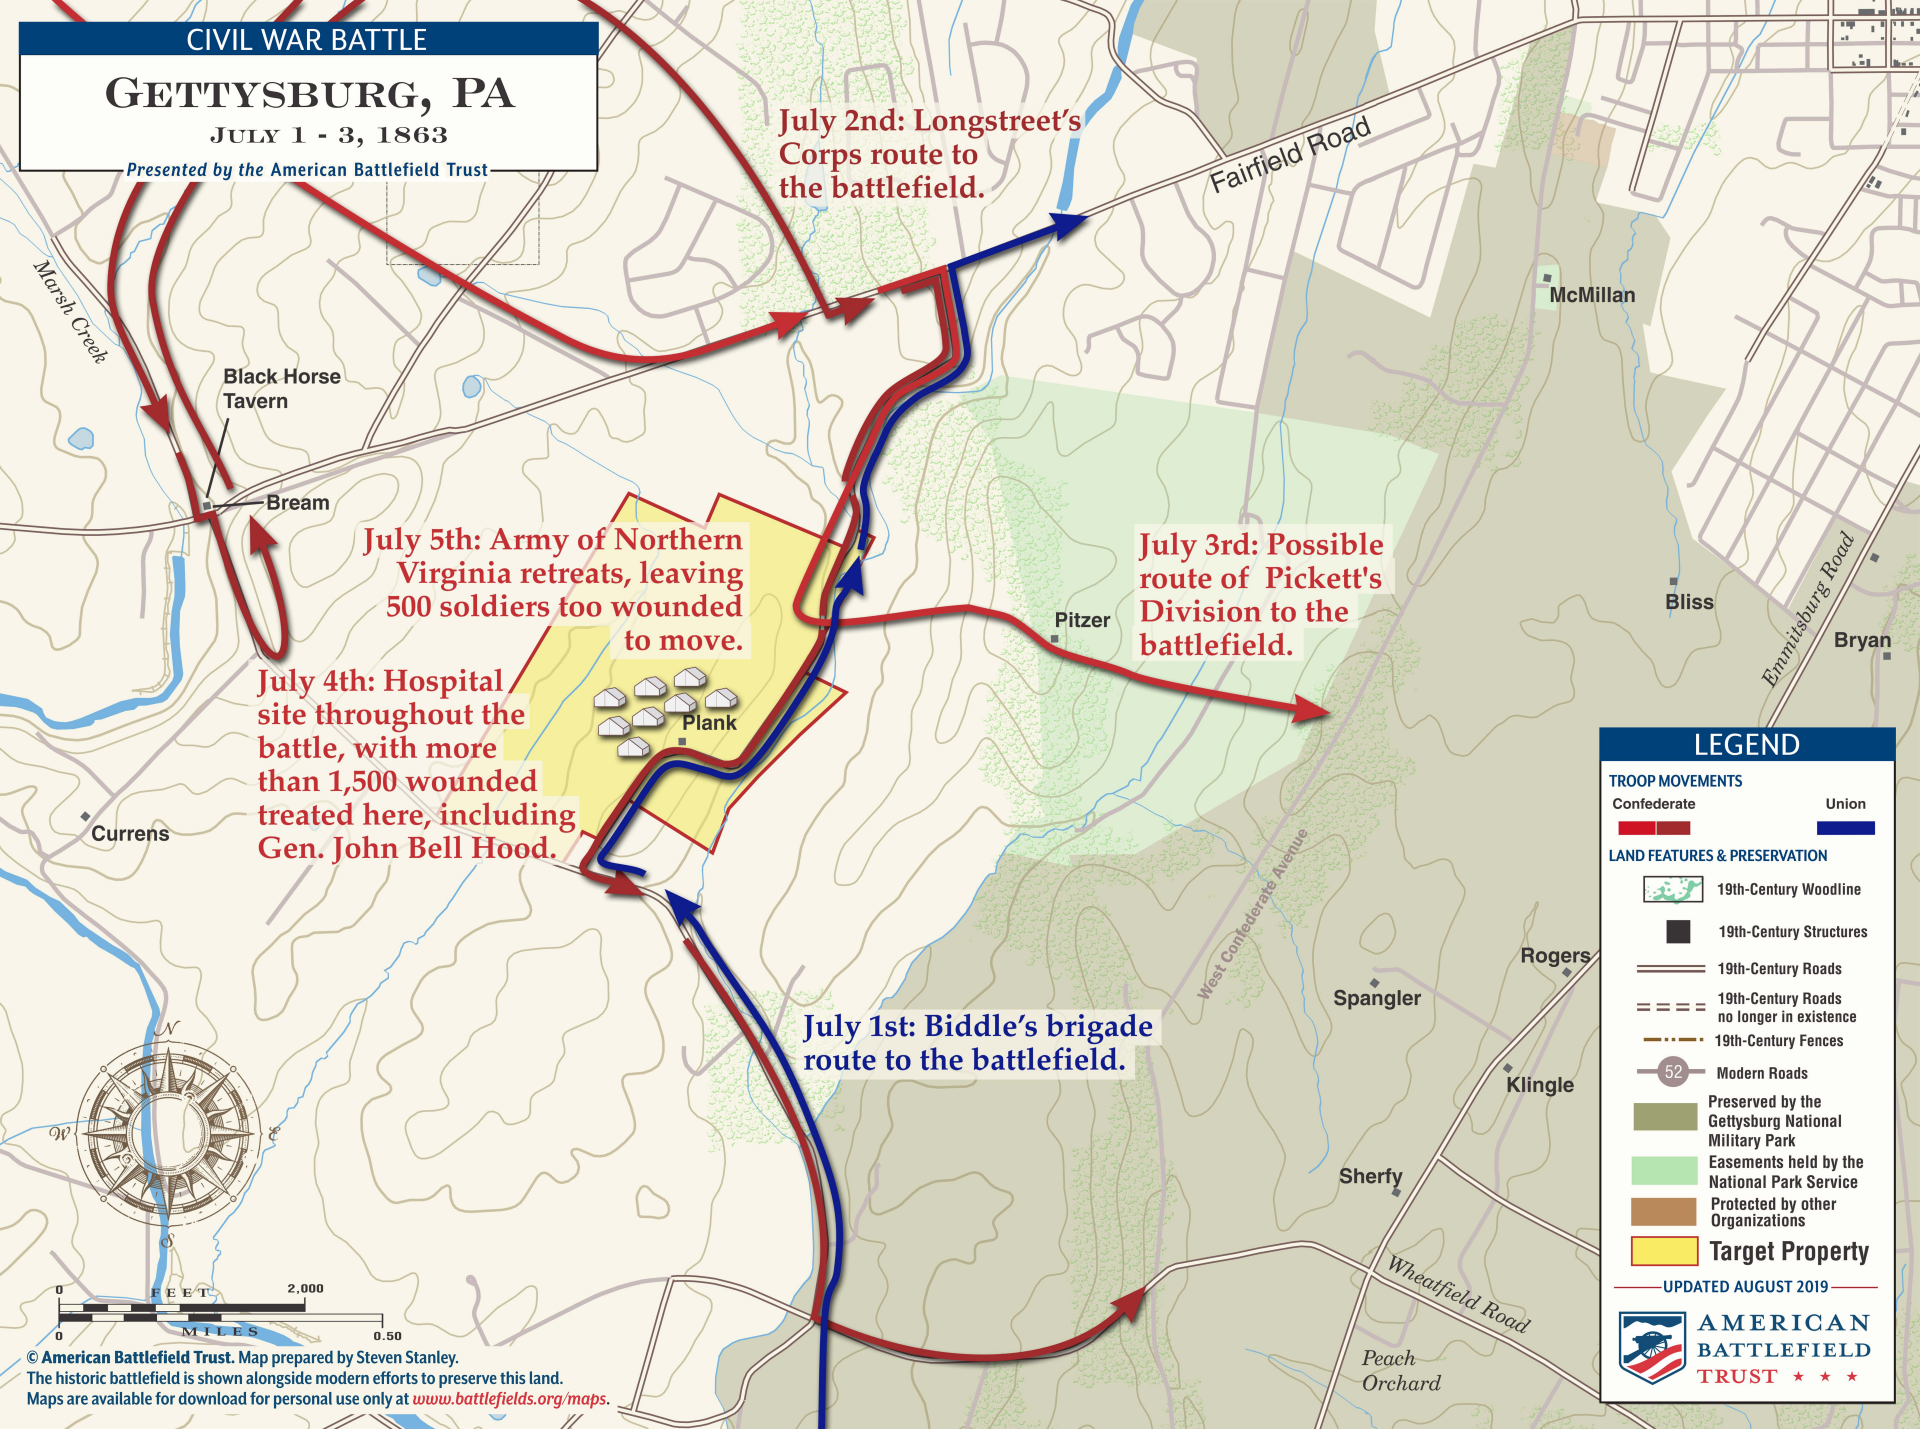 CIVIL WAR BATTLE
GETTYSBURG, PA
JULY 1 - 3, 1863
Presented by the American Battlefield Trust
July 2nd: Longstreet's
Corps route to
the battlefield.
Fairfield Road
McMillan
Marsh Creek
Black Horse
Tavern
Bream
July 5th: Army of Northern
Virginia retreats, leaving
500 soldiers too wounded
to move.
July 3rd: Possible
route of Pickett's
Division to the
battlefield.
Pitzer
Bliss
Emmitsburg Road
Bryan
July 4th: Hospital
site throughout the
battle, with more
than 1,500 wounded
treated here, including
Gen. John Bell Hood.
Plank
Currens
West Confederate Avenue
Rogers
Spangler
July 1st: Biddle's brigade
route to the battlefield.
Klingle
Sherfy
Wheatfield Road
Peach
Orchard
N
W
E
S
0 FEET 2,000
0 MILES 0.50
© American Battlefield Trust. Map prepared by Steven Stanley.
The historic battlefield is shown alongside modern efforts to preserve this land.
Maps are available for download for personal use only at www.battlefields.org/maps.
LEGEND
TROOP MOVEMENTS
Confederate
Union
LAND FEATURES & PRESERVATION
19th-Century Woodline
19th-Century Structures
19th-Century Roads
19th-Century Roads
no longer in existence
19th-Century Fences
52
Modern Roads
Preserved by the
Gettysburg National
Military Park
Easements held by the
National Park Service
Protected by other
Organizations
Target Property
UPDATED AUGUST 2019
AMERICAN
BATTLEFIELD
TRUST